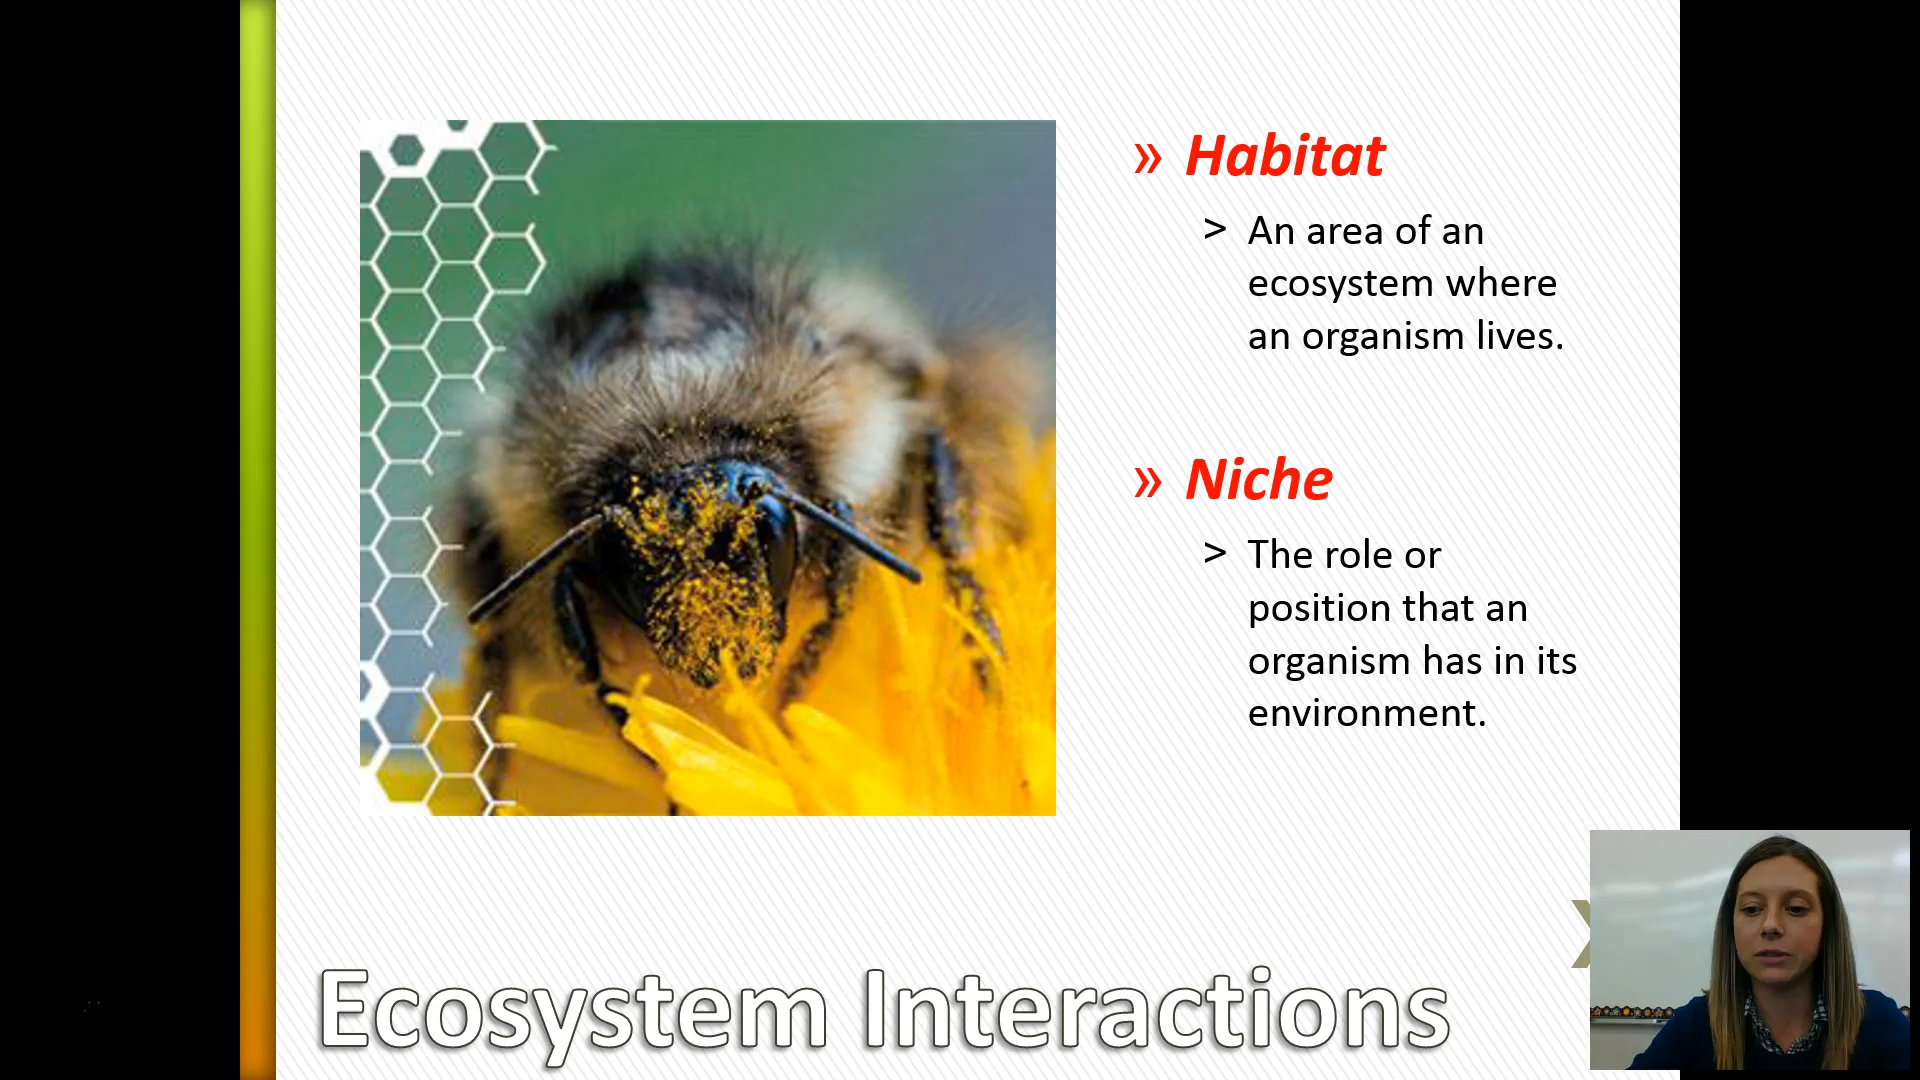 » Habitat
> An area of an
ecosystem where
an organism lives.
» Niche
> The role or
position that an
organism has in its
environment.
Ecosystem Interactions